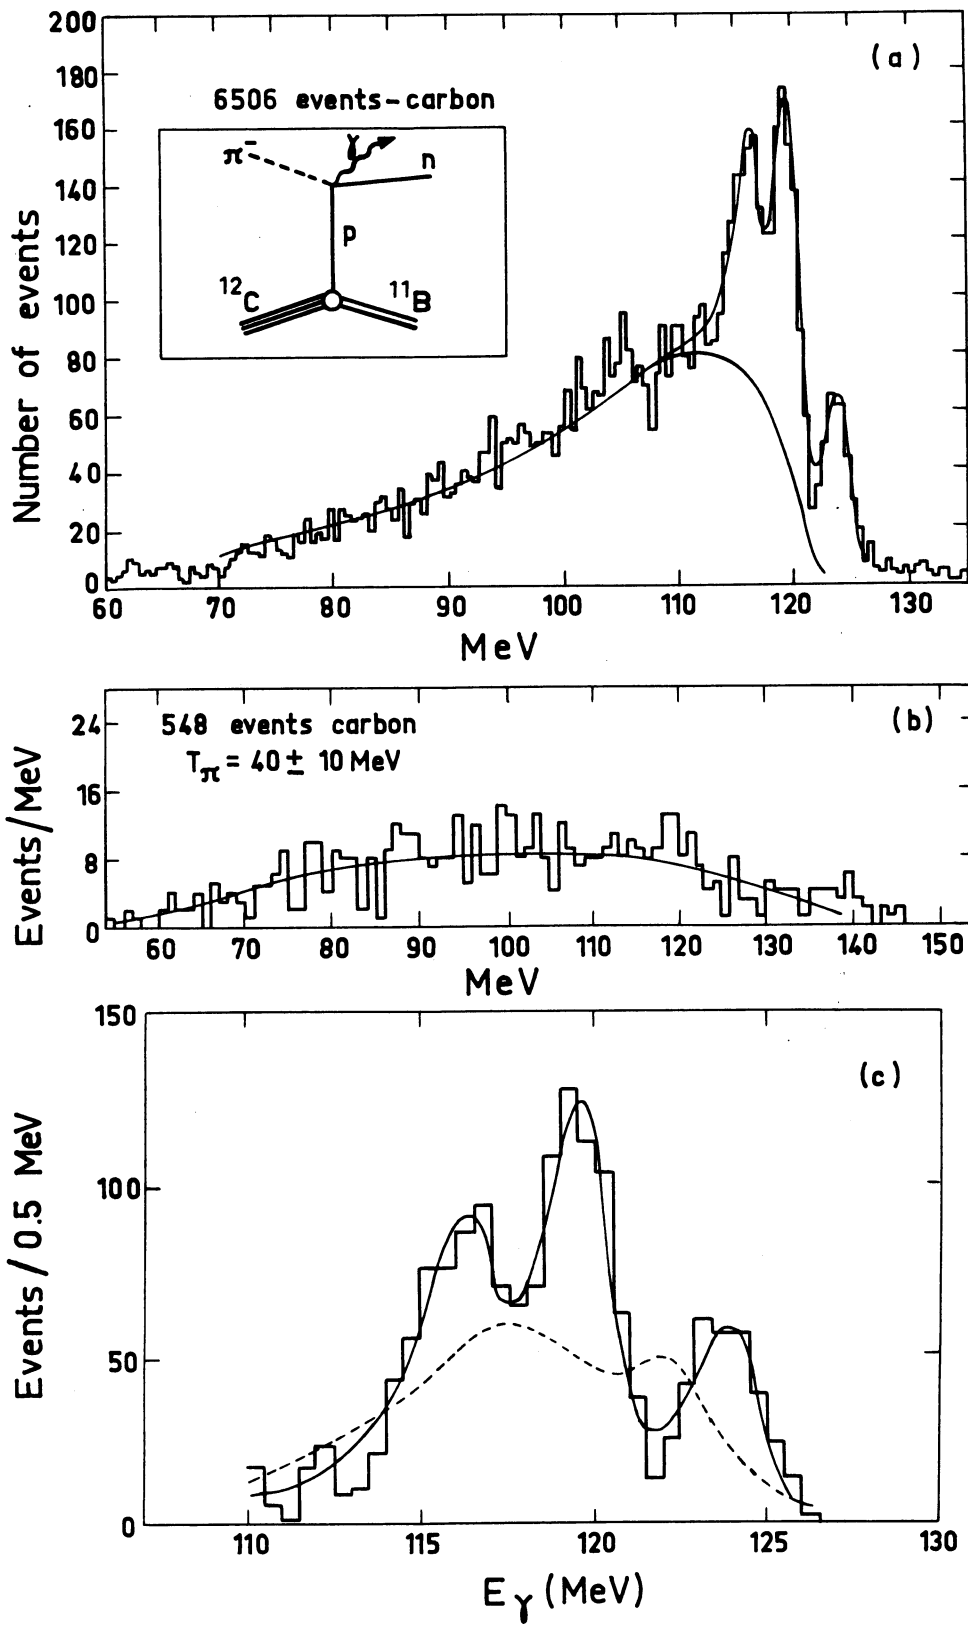 200
(a)
180
6506 events-carbon
160
π⁻
γ
n
140
120
p
100
¹²C
¹¹B
80
60
40
20
0
Number of events
60 70 80 90 100 110 120 130
MeV
548 events carbon
(b)
24
Tπ = 40 ± 10 MeV
16
8
0
Events/MeV
60 70 80 90 100 110 120 130 140 150
MeV
150
(c)
100
50
0
Events/0.5 MeV
110 115 120 125 130
Eγ (MeV)